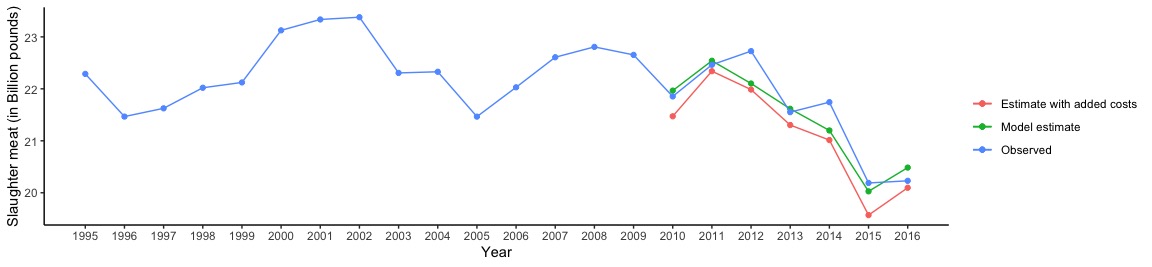 Slaughter meat (in Billion pounds)
23
22
21
20
1995 1996 1997 1998 1999 2000 2001 2002 2003 2004 2005 2006 2007 2008 2009 2010 2011 2012 2013 2014 2015 2016
Year
Estimate with added costs
Model estimate
Observed